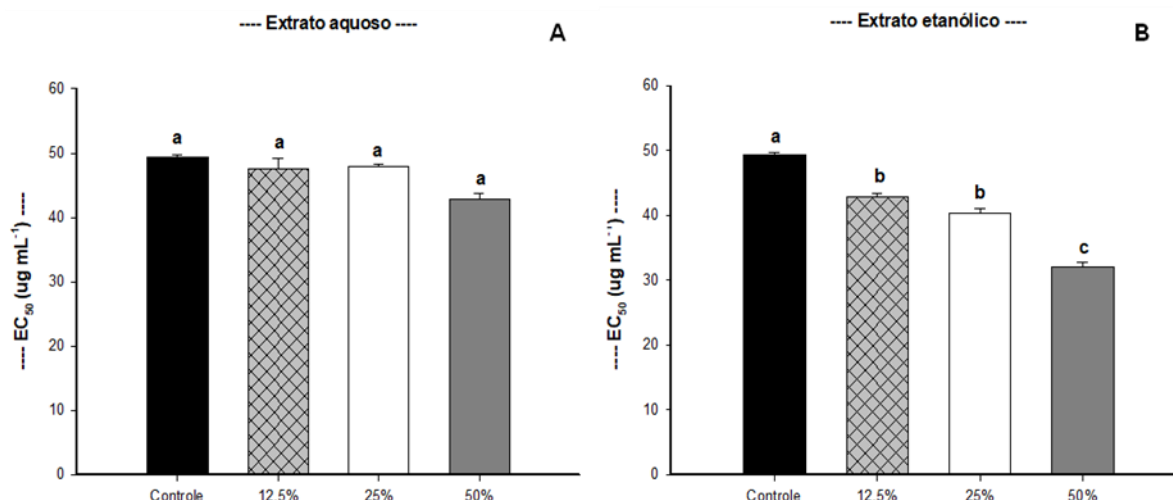 ---- Extrato aquoso ----
A
---- EC₅₀ (ug mL⁻¹) ----
60
50
40
30
20
10
0
a
a
a
a
Controle
12.5%
25%
50%
---- Extrato etanólico ----
B
---- EC₅₀ (ug mL⁻¹) ----
60
50
40
30
20
10
0
a
b
b
c
Controle
12.5%
25%
50%